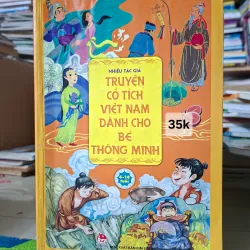 NHIỀU TÁC GIẢ
TRUYỆN
CỔ TÍCH
VIỆT NAM
DÀNH CHO
BÉ
THÔNG MINH
35k